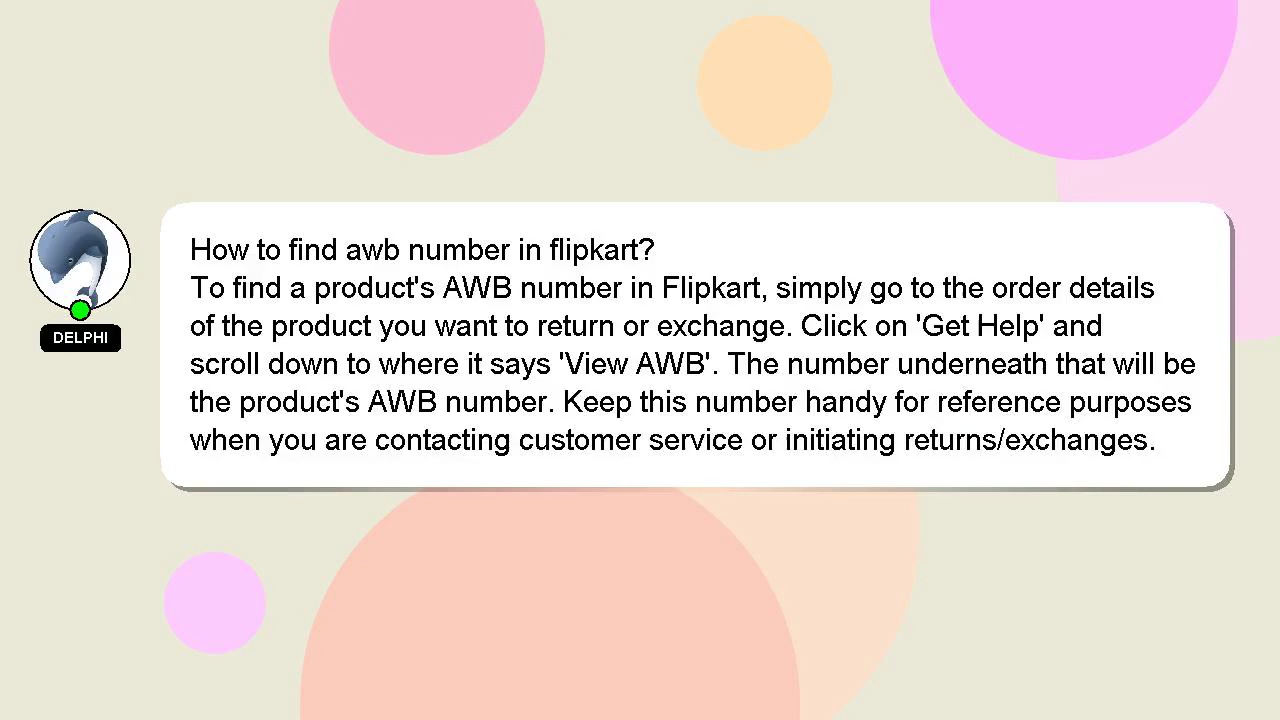 How to find awb number in flipkart?
To find a product's AWB number in Flipkart, simply go to the order details
of the product you want to return or exchange. Click on 'Get Help' and
scroll down to where it says 'View AWB'. The number underneath that will be
the product's AWB number. Keep this number handy for reference purposes
when you are contacting customer service or initiating returns/exchanges.
DELPHI